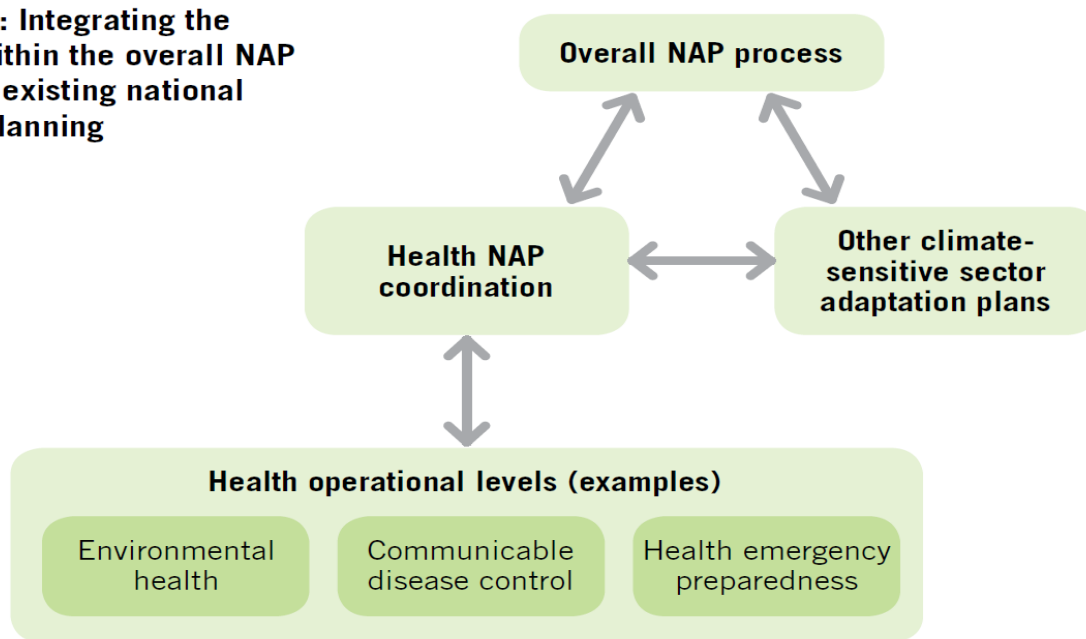 : Integrating the
ithin the overall NAP
existing national
lanning
Overall NAP process
Health NAP
coordination
Other climate-
sensitive sector
adaptation plans
Health operational levels (examples)
Environmental
health
Communicable
disease control
Health emergency
preparedness